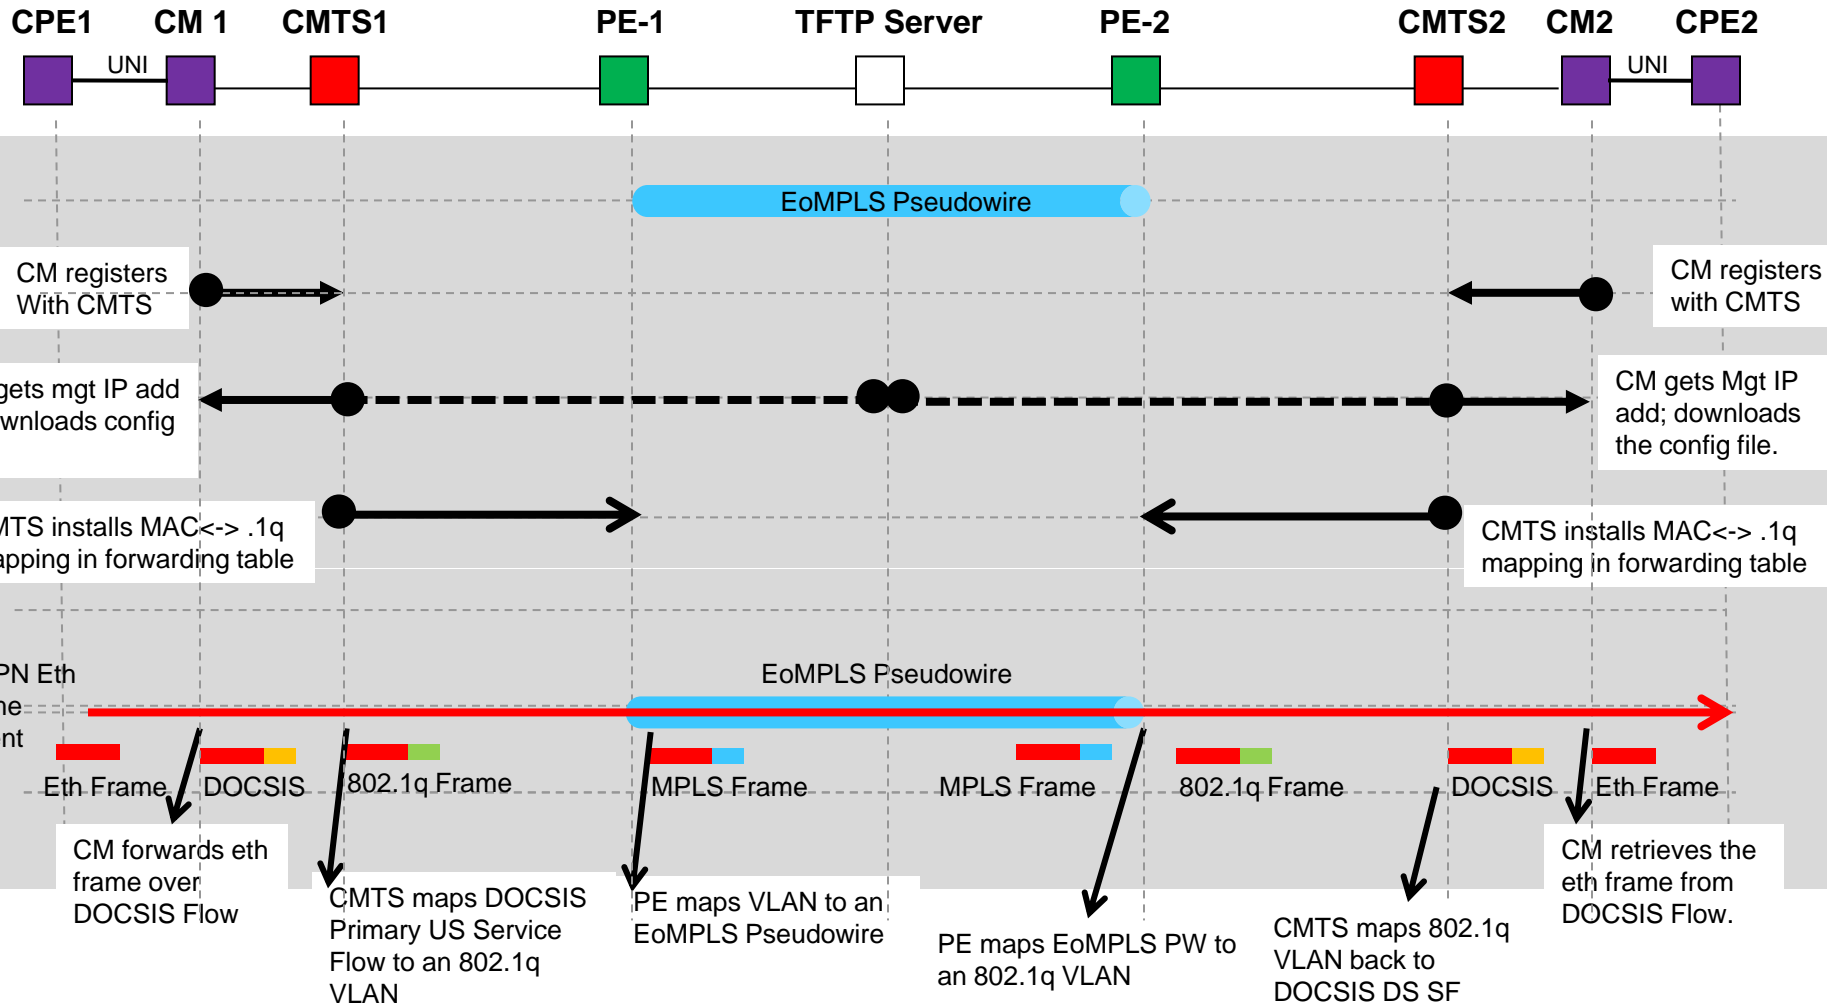 CPE1 CM 1 CMTS1 PE-1 TFTP Server PE-2 CMTS2 CM2 CPE2
UNI UNI
EoMPLS Pseudowire
CM registers
With CMTS
CM registers
with CMTS
gets mgt IP add
wnloads config
CM gets Mgt IP
add; downloads
the config file.
MTS installs MAC<-> .1q
apping in forwarding table
CMTS installs MAC<-> .1q
mapping in forwarding table
PN Eth
ne
ent
EoMPLS Pseudowire
Eth Frame DOCSIS 802.1q Frame MPLS Frame MPLS Frame 802.1q Frame DOCSIS Eth Frame
CM forwards eth
frame over
DOCSIS Flow
CMTS maps DOCSIS
Primary US Service
Flow to an 802.1q
VLAN
PE maps VLAN to an
EoMPLS Pseudowire
PE maps EoMPLS PW to
an 802.1q VLAN
CMTS maps 802.1q
VLAN back to
DOCSIS DS SF
CM retrieves the
eth frame from
DOCSIS Flow.